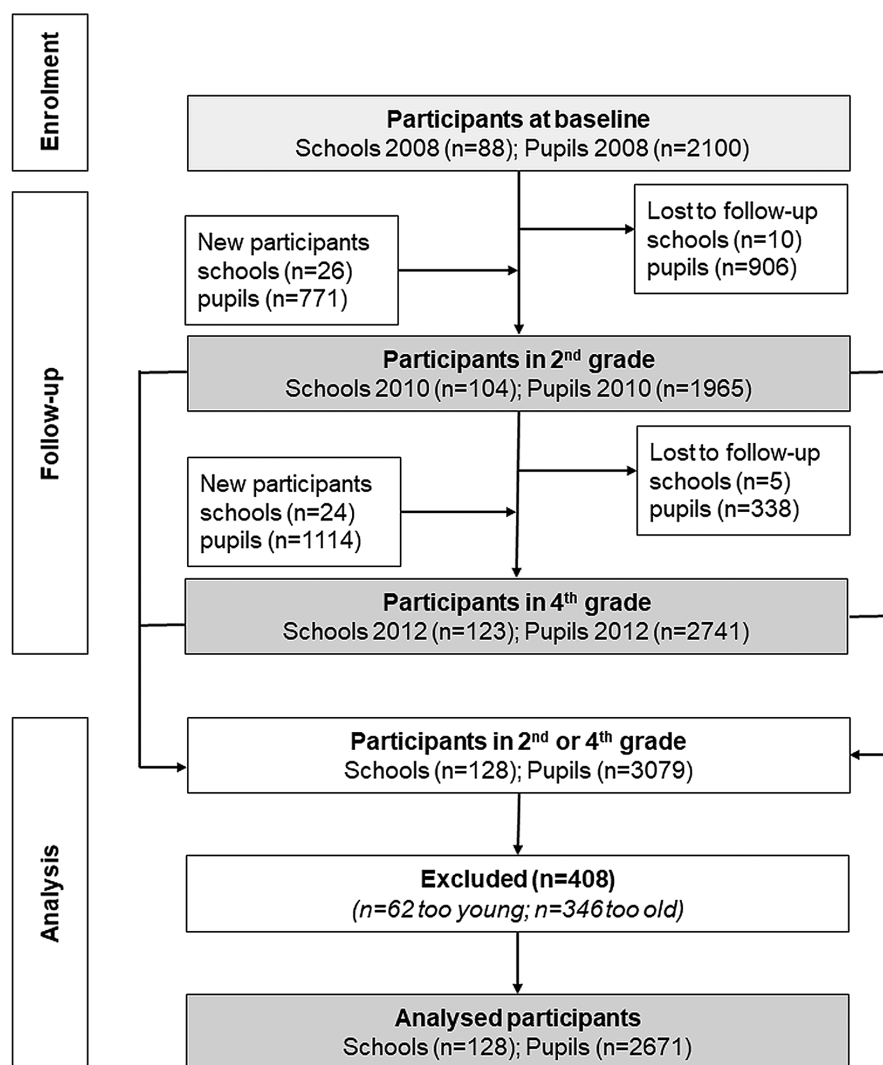 Enrolment
Participants at baseline
Schools 2008 (n=88); Pupils 2008 (n=2100)
Follow-up
Lost to follow-up
schools (n=10)
pupils (n=906)
New participants
schools (n=26)
pupils (n=771)
Participants in 2nd grade
Schools 2010 (n=104); Pupils 2010 (n=1965)
Lost to follow-up
schools (n=5)
pupils (n=338)
New participants
schools (n=24)
pupils (n=1114)
Participants in 4th grade
Schools 2012 (n=123); Pupils 2012 (n=2741)
Analysis
Participants in 2nd or 4th grade
Schools (n=128); Pupils (n=3079)
Excluded (n=408)
(n=62 too young; n=346 too old)
Analysed participants
Schools (n=128); Pupils (n=2671)